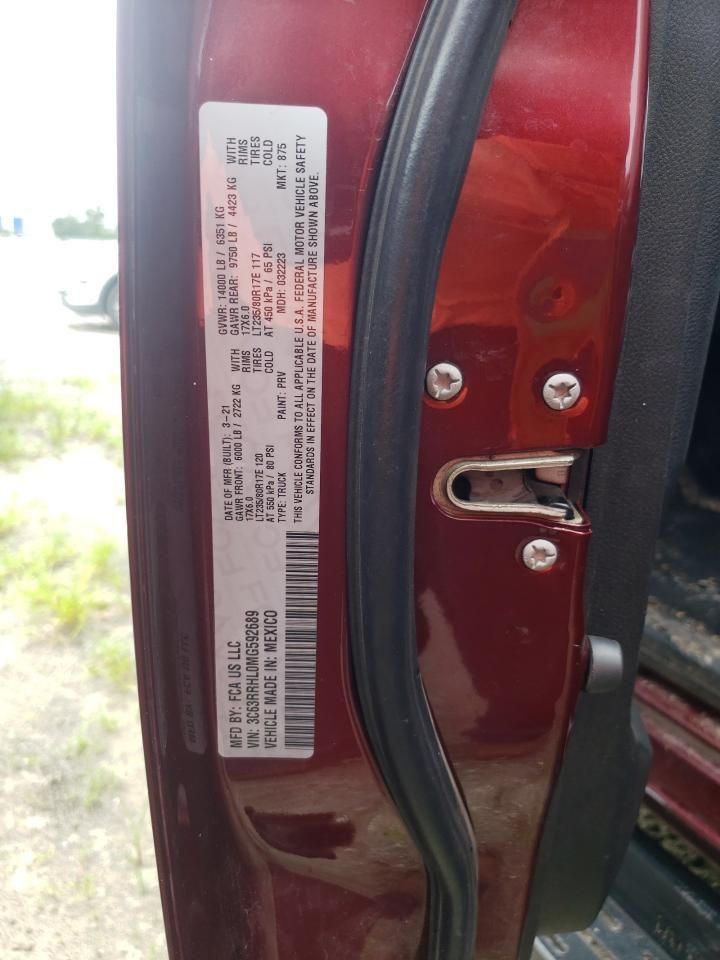 MFD BY: FCA US LLC
VIN: 3C63RRHL0MG592689
VEHICLE MADE IN: MEXICO
DATE OF MFR (BUILT): 3-21 GVWR: 14000 LB / 6351 KG
GAWR FRONT: 6000 LB / 2722 KG WITH GAWR REAR: 9750 LB / 4423 KG WITH
17X6.0 RIMS 17X6.0 RIMS
LT235/80R17E 120 TIRES LT235/80R17E 117 TIRES
AT 550 kPa / 80 PSI COLD AT 450 kPa / 65 PSI COLD
TYPE: TRUCK PAINT: PRV MDH: 032223 MKT: 875
THIS VEHICLE CONFORMS TO ALL APPLICABLE U.S.A. FEDERAL MOTOR VEHICLE SAFETY
STANDARDS IN EFFECT ON THE DATE OF MANUFACTURE SHOWN ABOVE.